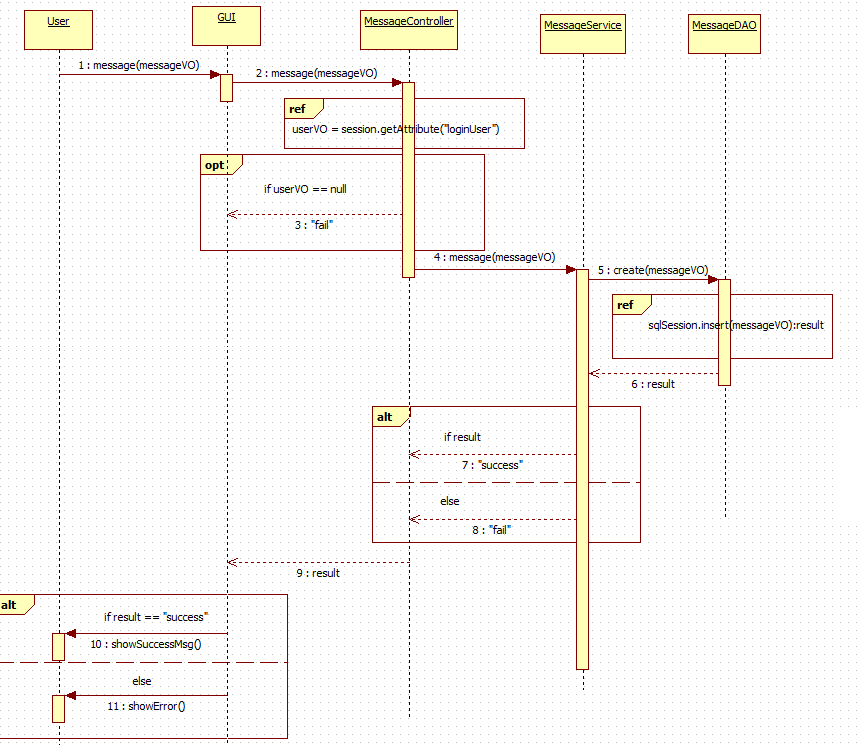 User
GUI
MessageController
MessageService
MessageDAO
1 : message(messageVO)
2 : message(messageVO)
ref
userVO = session.getAttribute("loginUser")
opt
if userVO == null
3 : "fail"
4 : message(messageVO)
5 : create(messageVO)
ref
sqlSession.insert(messageVO):result
6 : result
alt
if result
7 : "success"
else
8 : "fail"
9 : result
alt
if result == "success"
10 : showSuccessMsg()
else
11 : showError()